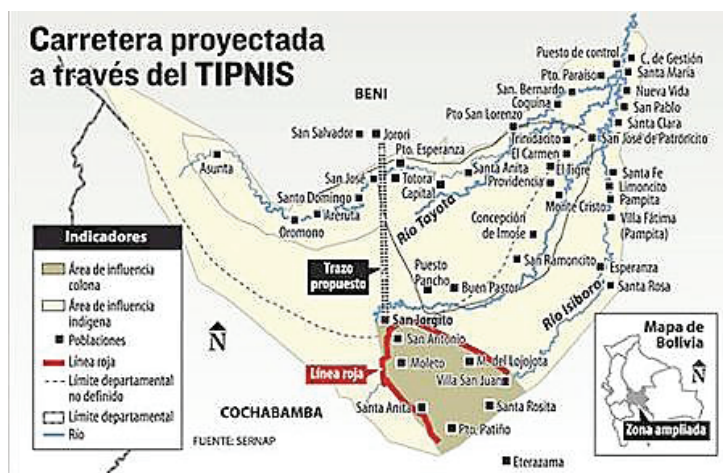 Carretera proyectada
a través del TIPNIS
BENI
Puesto de control
C. de Gestión
Pto. Paraíso
Santa María
San. Bernardo
Nueva Vida
Coquina
San Pablo
Pto San Lorenzo
Santa Clara
San Salvador
Jorori
Trinidacito
San José de Patrorícito
Pto. Esperanza
El Carmen
Asunta
Santa Anita
El Tigre
Santa Fe
San José
Totora
Providencia
Limoncito
Capital
Santo Domingo
Pampita
Areruta
Monte Cristo
Villa Fátima
(Pampita)
Oromono
Río Tayota
Concepción
de Imose
Indicadores
Área de influencia
colona
Área de influencia
indígena
Poblaciones
Línea roja
Límite departamental
no definido
Límite departamental
Río
Trazo
propuesto
Puesto
Pancho
Buen Pastor
San Ramoncito
Esperanza
Santa Rosa
Río Isiboro
San Jorgito
San Antonio
Moleto
M. del Lojojota
Línea roja
Villa San Juan
Santa Anita
Santa Rosita
Pto. Patiño
Eterazama
N
COCHABAMBA
FUENTE: SERNAP
N
Mapa de
Bolivia
Zona ampliada